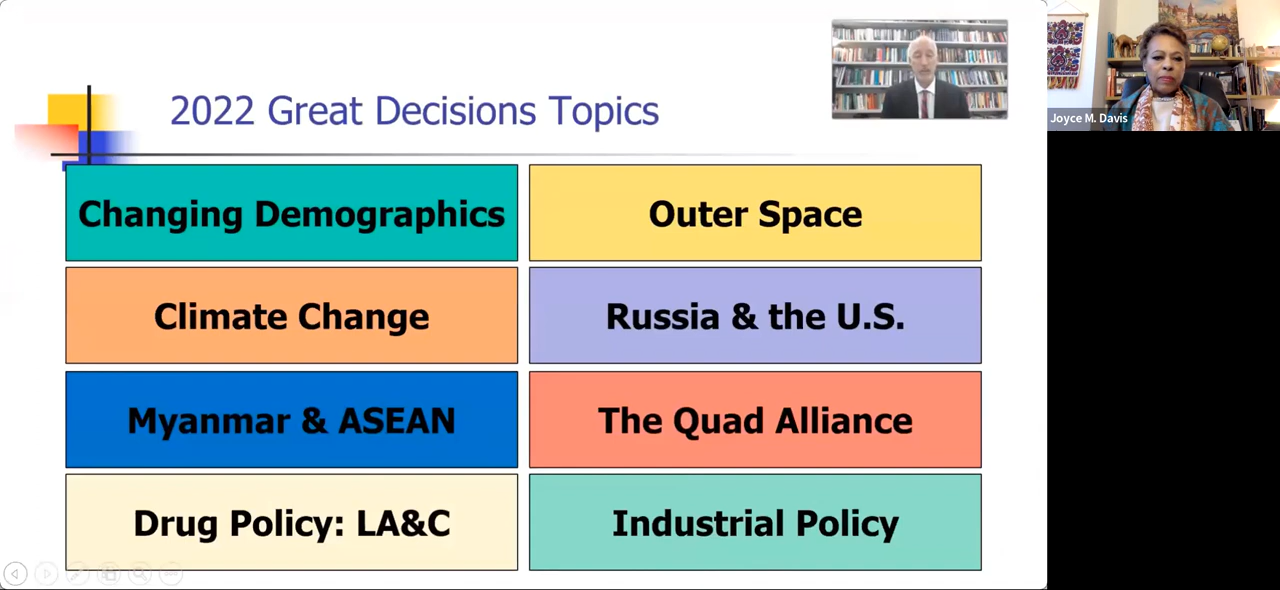 2022 Great Decisions Topics
Joyce M. Davis
Changing Demographics
Outer Space
Climate Change
Russia & the U.S.
Myanmar & ASEAN
The Quad Alliance
Drug Policy: LA&C
Industrial Policy